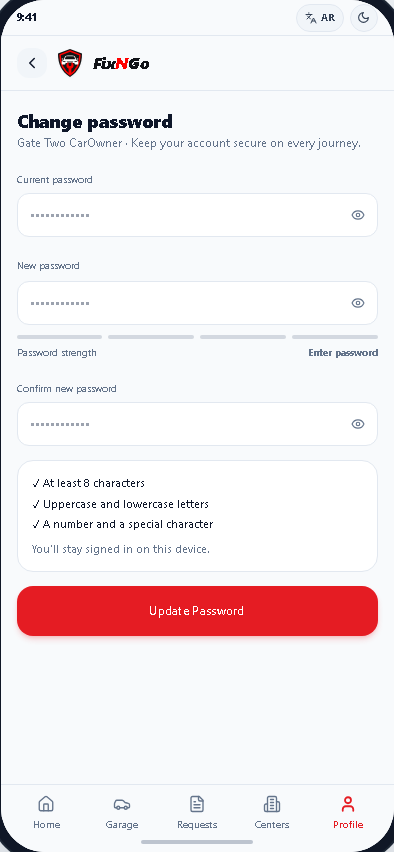 9:41
AR
FixNGo
Change password
Gate Two CarOwner · Keep your account secure on every journey.
Current password
••••••••••••
New password
••••••••••••
Password strength
Enter password
Confirm new password
••••••••••••
✓ At least 8 characters
✓ Uppercase and lowercase letters
✓ A number and a special character
You'll stay signed in on this device.
Update Password
Home
Garage
Requests
Centers
Profile